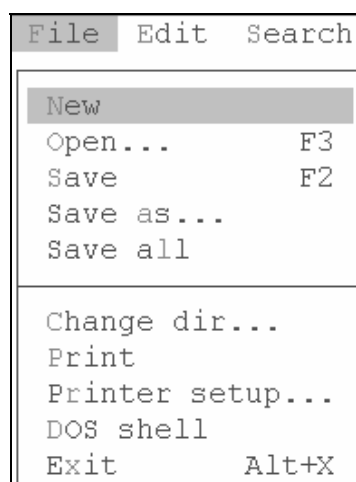 File Edit Search
New
Open... F3
Save F2
Save as...
Save all
Change dir...
Print
Printer setup...
DOS shell
Exit Alt+X